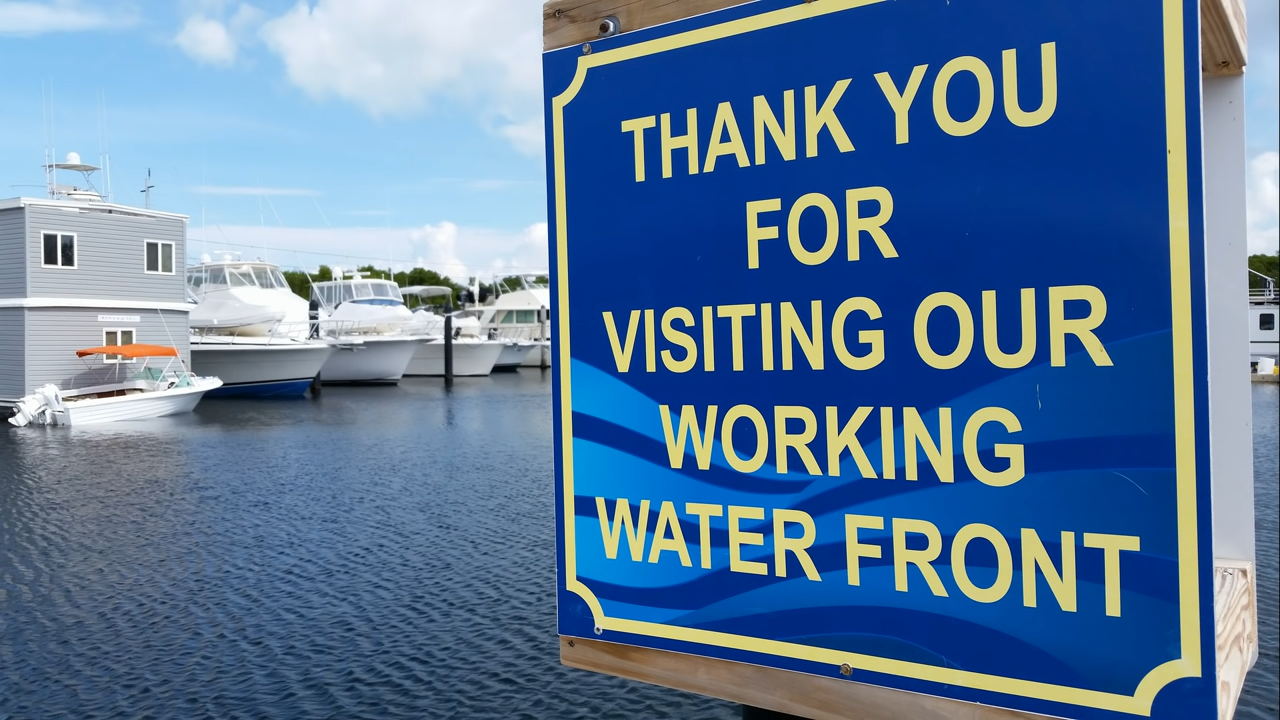 THANK YOU
FOR
VISITING OUR
WORKING
WATER FRONT